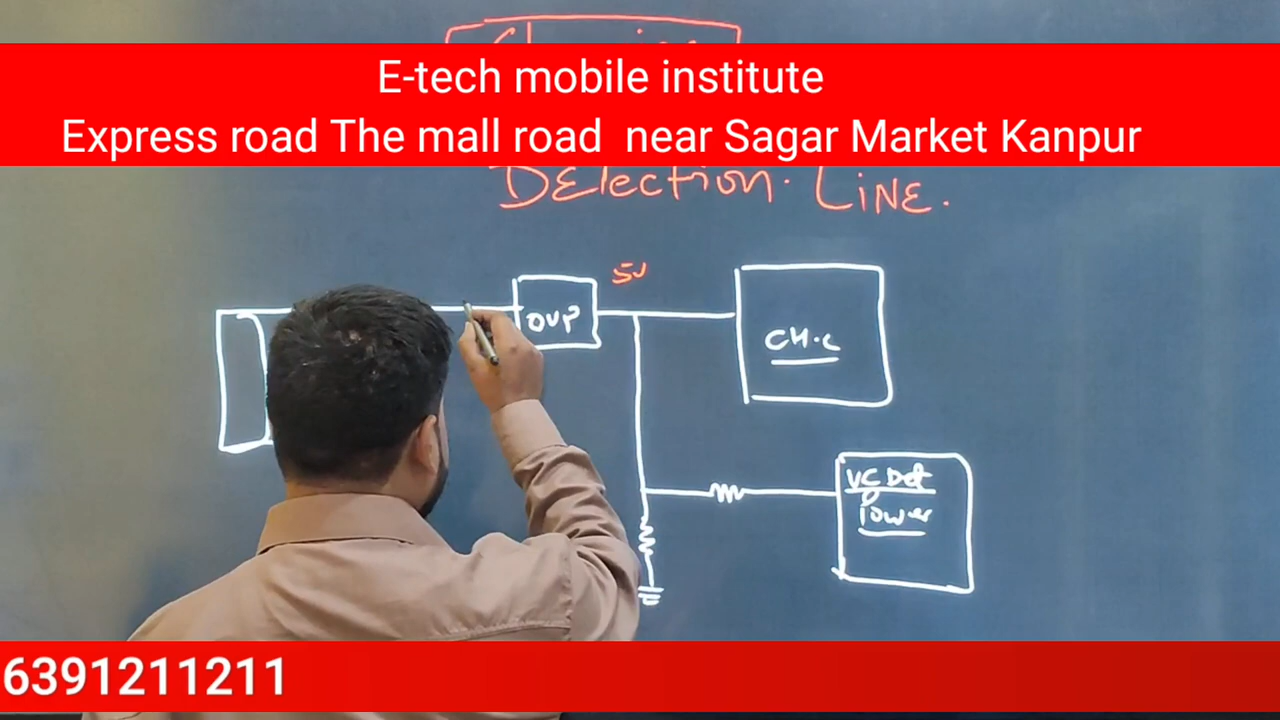 E-tech mobile institute
Express road The mall road near Sagar Market Kanpur
DElection. LiNE.
5V
OVP
CH.C
VC Det
Power
6391211211